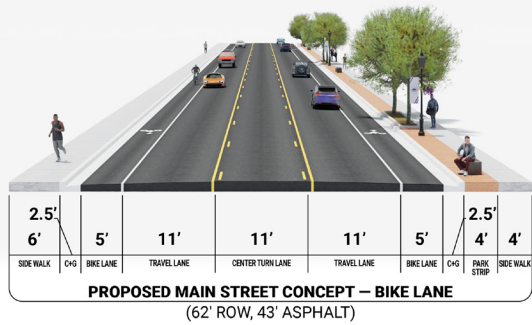 2.5' 2.5'
6' 5' 11' 11' 11' 5' 4' 4'
SIDE WALK C+G BIKE LANE TRAVEL LANE CENTER TURN LANE TRAVEL LANE BIKE LANE C+G PARK STRIP SIDE WALK
PROPOSED MAIN STREET CONCEPT — BIKE LANE
(62' ROW, 43' ASPHALT)